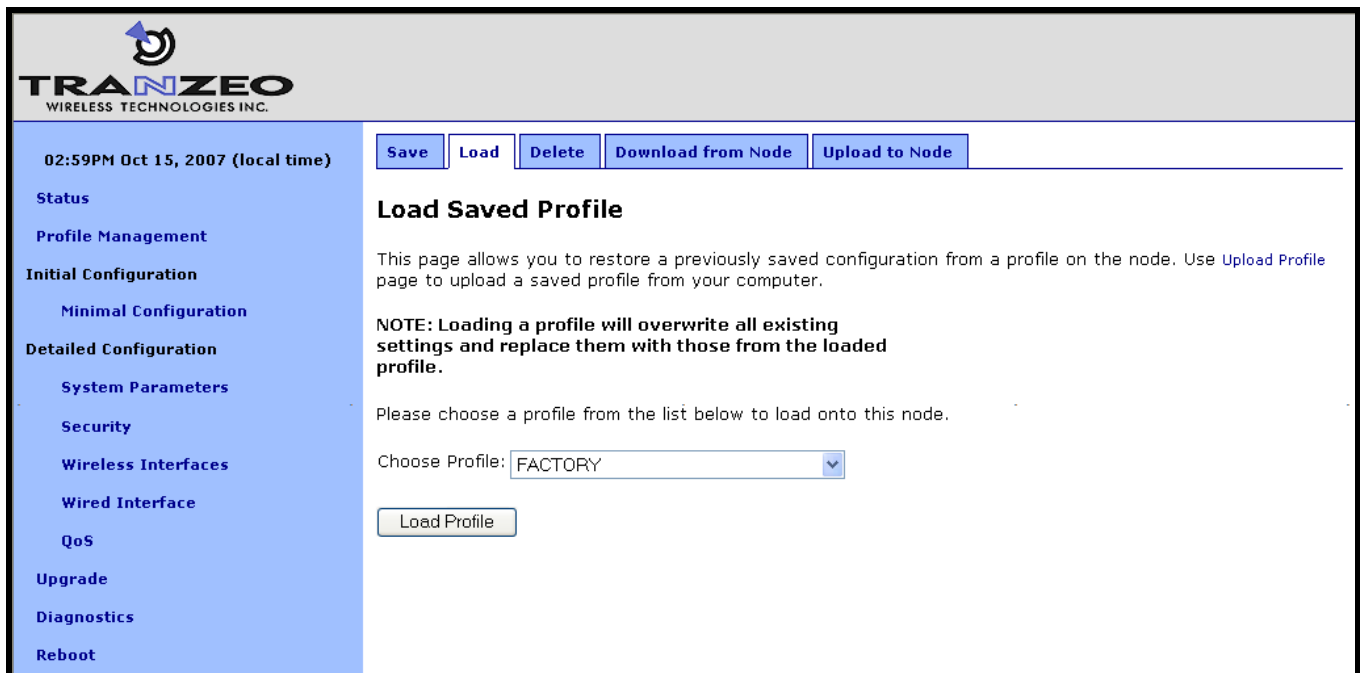 TRANZEO
WIRELESS TECHNOLOGIES INC.
02:59PM Oct 15, 2007 (local time)
Status
Profile Management
Initial Configuration
Minimal Configuration
Detailed Configuration
System Parameters
Security
Wireless Interfaces
Wired Interface
QoS
Upgrade
Diagnostics
Reboot
Save Load Delete Download from Node Upload to Node
Load Saved Profile
This page allows you to restore a previously saved configuration from a profile on the node. Use Upload Profile
page to upload a saved profile from your computer.
NOTE: Loading a profile will overwrite all existing
settings and replace them with those from the loaded
profile.
Please choose a profile from the list below to load onto this node.
Choose Profile: FACTORY
Load Profile